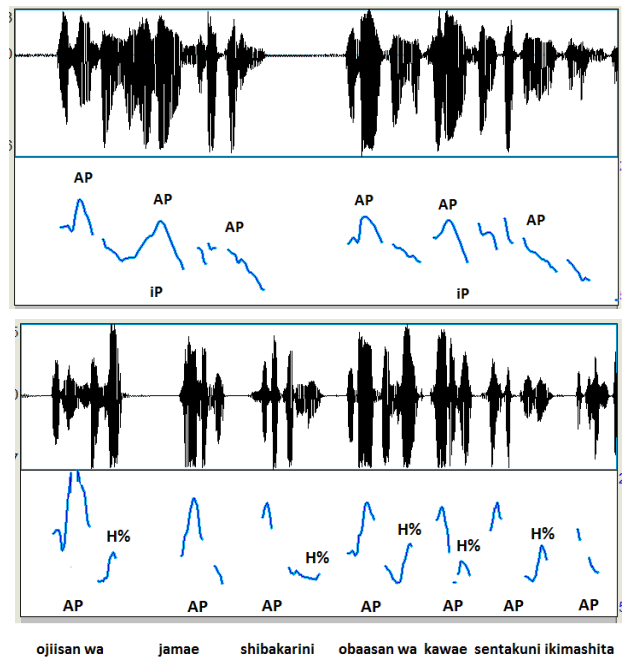 AP AP AP AP AP AP
iP iP
H% H% H% H% H%
AP AP AP AP AP AP AP
ojiisan wa jamae shibakarini obaasan wa kawae sentakuni ikimashita